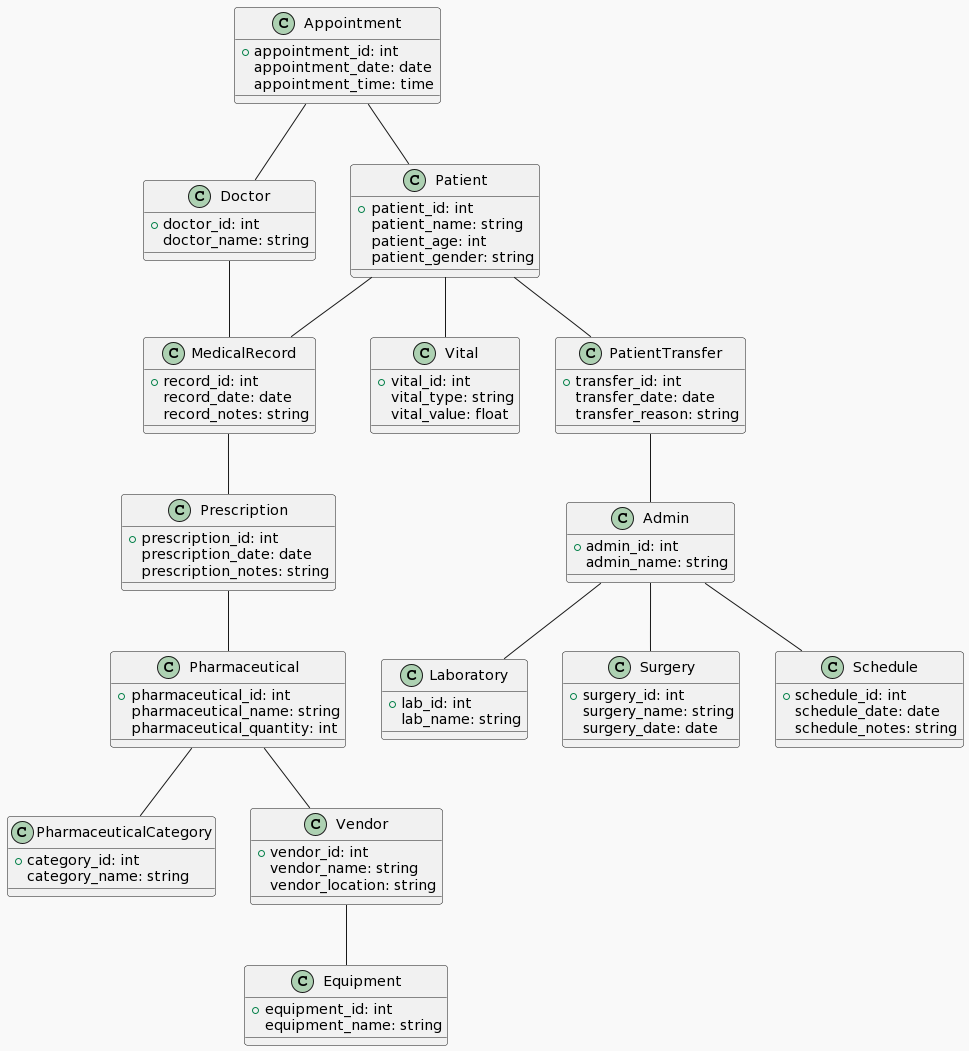 C Appointment
appointment_id: int
appointment_date: date
appointment_time: time
C Doctor
doctor_id: int
doctor_name: string
C Patient
patient_id: int
patient_name: string
patient_age: int
patient_gender: string
C MedicalRecord
record_id: int
record_date: date
record_notes: string
C Vital
vital_id: int
vital_type: string
vital_value: float
C PatientTransfer
transfer_id: int
transfer_date: date
transfer_reason: string
C Prescription
prescription_id: int
prescription_date: date
prescription_notes: string
C Admin
admin_id: int
admin_name: string
C Pharmaceutical
pharmaceutical_id: int
pharmaceutical_name: string
pharmaceutical_quantity: int
C Laboratory
lab_id: int
lab_name: string
C Surgery
surgery_id: int
surgery_name: string
surgery_date: date
C Schedule
schedule_id: int
schedule_date: date
schedule_notes: string
C PharmaceuticalCategory
category_id: int
category_name: string
C Vendor
vendor_id: int
vendor_name: string
vendor_location: string
C Equipment
equipment_id: int
equipment_name: string